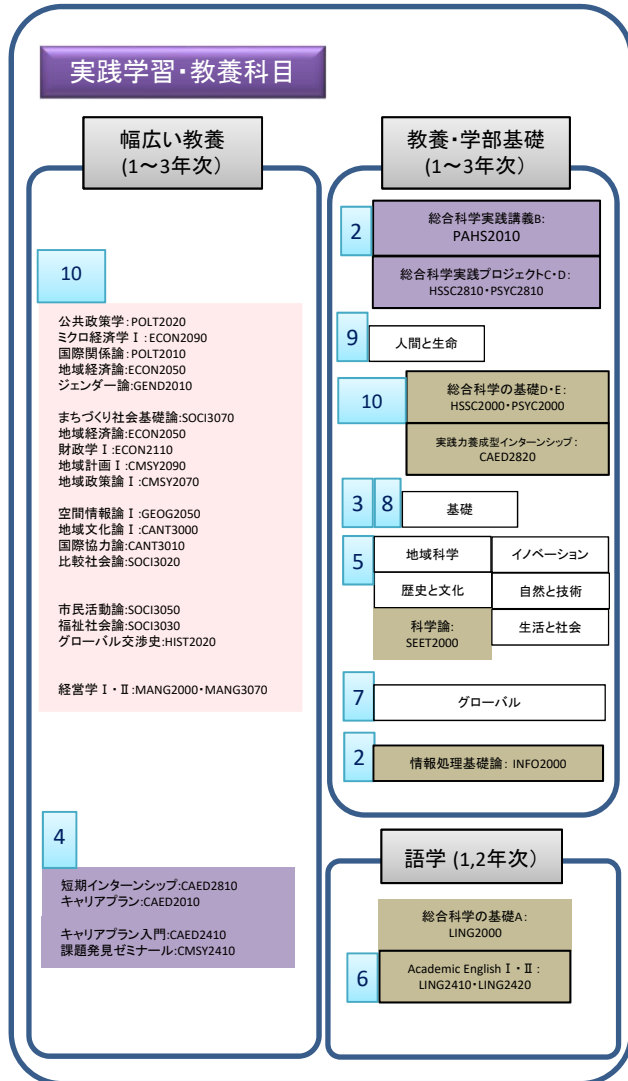 実践学習・教養科目
幅広い教養
(1～3年次)
10
公共政策学:POLT2020
ミクロ経済学Ⅰ:ECON2090
国際関係論:POLT2010
地域経済論:ECON2050
ジェンダー論:GEND2010
まちづくり社会基礎論:SOCI3070
地域経済論:ECON2050
財政学Ⅰ:ECON2110
地域計画Ⅰ:CMSY2090
地域政策論Ⅰ:CMSY2070
空間情報論Ⅰ:GEOG2050
地域文化論Ⅰ:CANT3000
国際協力論:CANT3010
比較社会論:SOCI3020
市民活動論:SOCI3050
福祉社会論:SOCI3030
グローバル交渉史:HIST2020
経営学Ⅰ・Ⅱ:MANG2000・MANG3070
4
短期インターンシップ:CAED2810
キャリアプラン:CAED2010
キャリアプラン入門:CAED2410
課題発見ゼミナール:CMSY2410
教養・学部基礎
(1～3年次)
2
総合科学実践講義B:
PAHS2010
総合科学実践プロジェクトC・D:
HSSC2810・PSYC2810
9
人間と生命
10
総合科学の基礎D・E:
HSSC2000・PSYC2000
実践力養成型インターンシップ:
CAED2820
3 8
基礎
5
地域科学 イノベーション
歴史と文化 自然と技術
科学論:
SEET2000
生活と社会
7
グローバル
2
情報処理基礎論: INFO2000
語学 (1,2年次)
総合科学の基礎A:
LING2000
6
Academic English Ⅰ・Ⅱ:
LING2410・LING2420